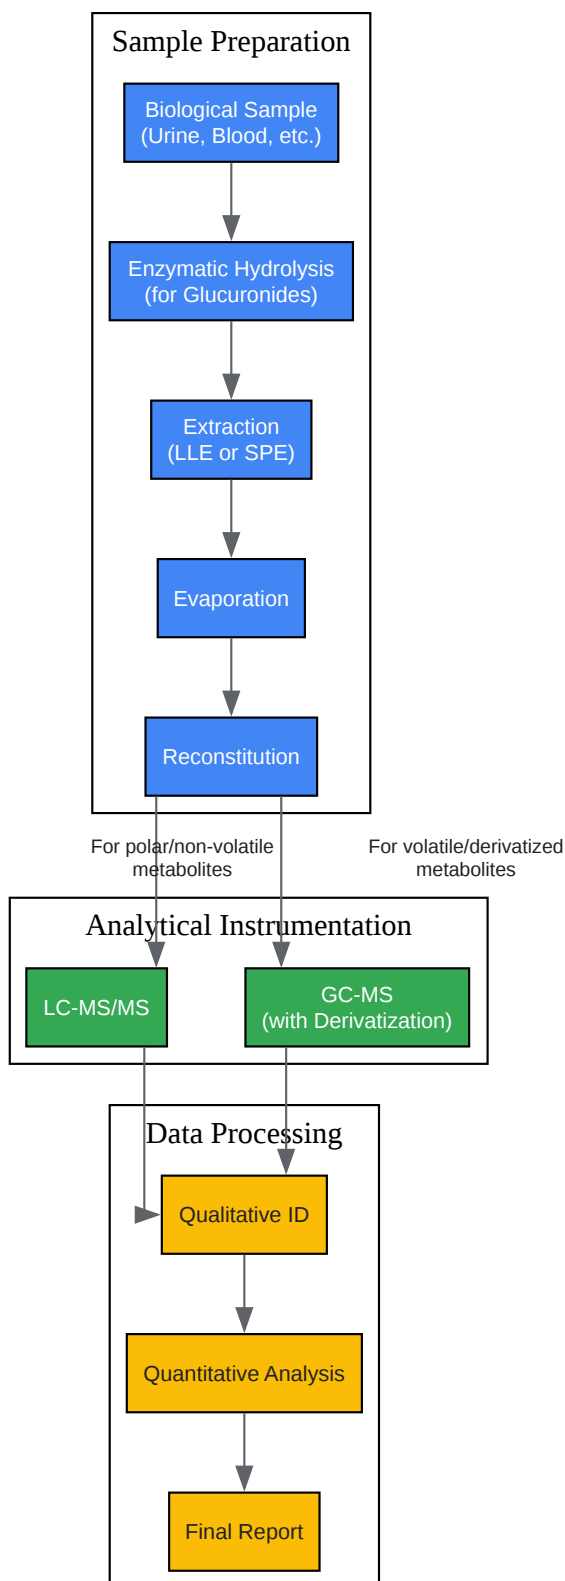 Sample Preparation
Biological Sample
(Urine, Blood, etc.)
Enzymatic Hydrolysis
(for Glucuronides)
Extraction
(LLE or SPE)
Evaporation
Reconstitution
For polar/non-volatile
metabolites
For volatile/derivatized
metabolites
Analytical Instrumentation
LC-MS/MS
GC-MS
(with Derivatization)
Data Processing
Qualitative ID
Quantitative Analysis
Final Report